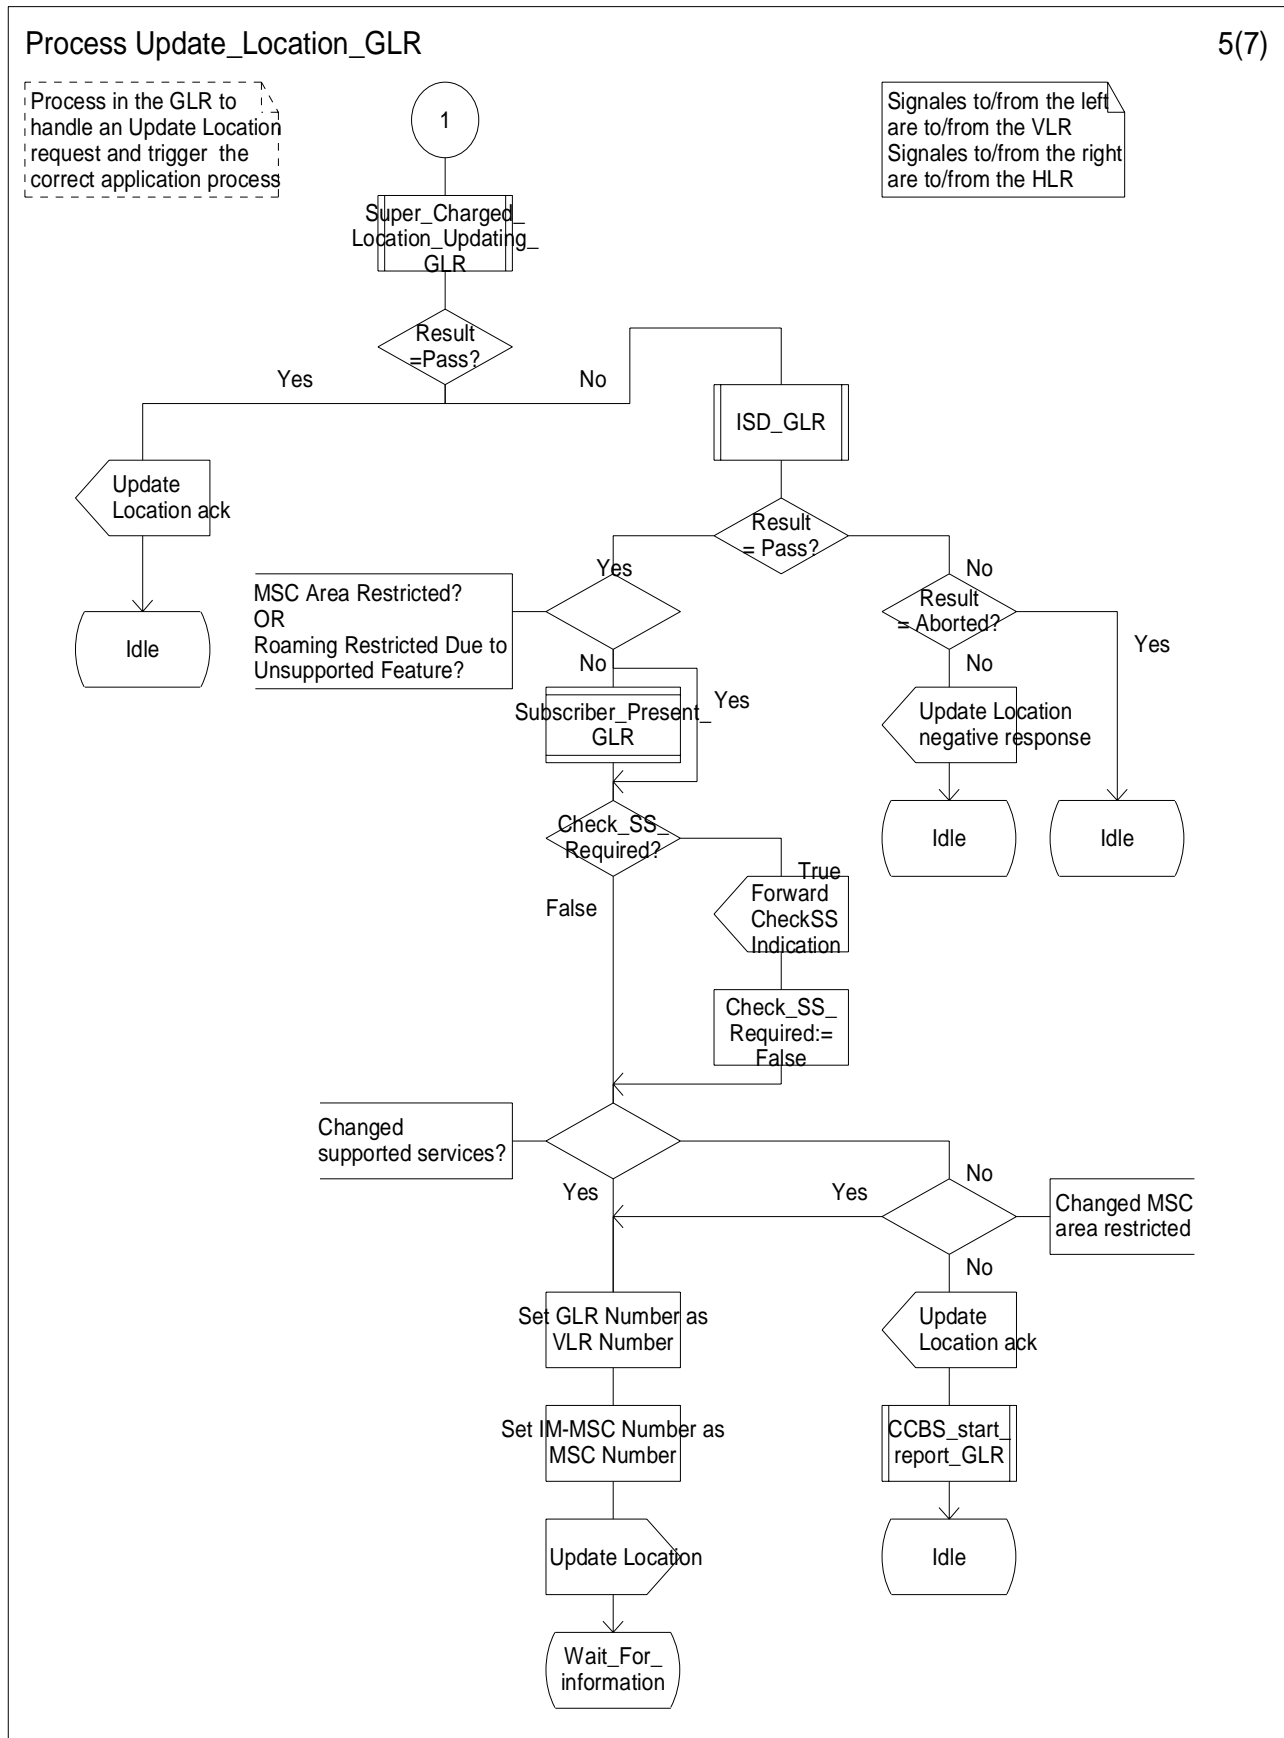 Process Update_Location_GLR
5(7)
Process in the GLR to
handle an Update Location
request and trigger the
correct application process
Signales to/from the left
are to/from the VLR
Signales to/from the right
are to/from the HLR
1
Super_Charged_
Location_Updating_
GLR
Result
=Pass?
Yes
No
ISD_GLR
Update
Location ack
Result
= Pass?
Yes
No
Idle
MSC Area Restricted?
OR
Roaming Restricted Due to
Unsupported Feature?
Result
= Aborted?
Yes
No
No
Yes
Subscriber_Present_
GLR
Update Location
negative response
Check_SS_
Required?
Idle
Idle
True
False
Forward
CheckSS
Indication
Check_SS_
Required:=
False
Changed
supported services?
Yes
No
Yes
Changed MSC
area restricted
No
Set GLR Number as
VLR Number
Update
Location ack
Set IM-MSC Number as
MSC Number
CCBS_start_
report_GLR
Update Location
Idle
Wait_For_
information